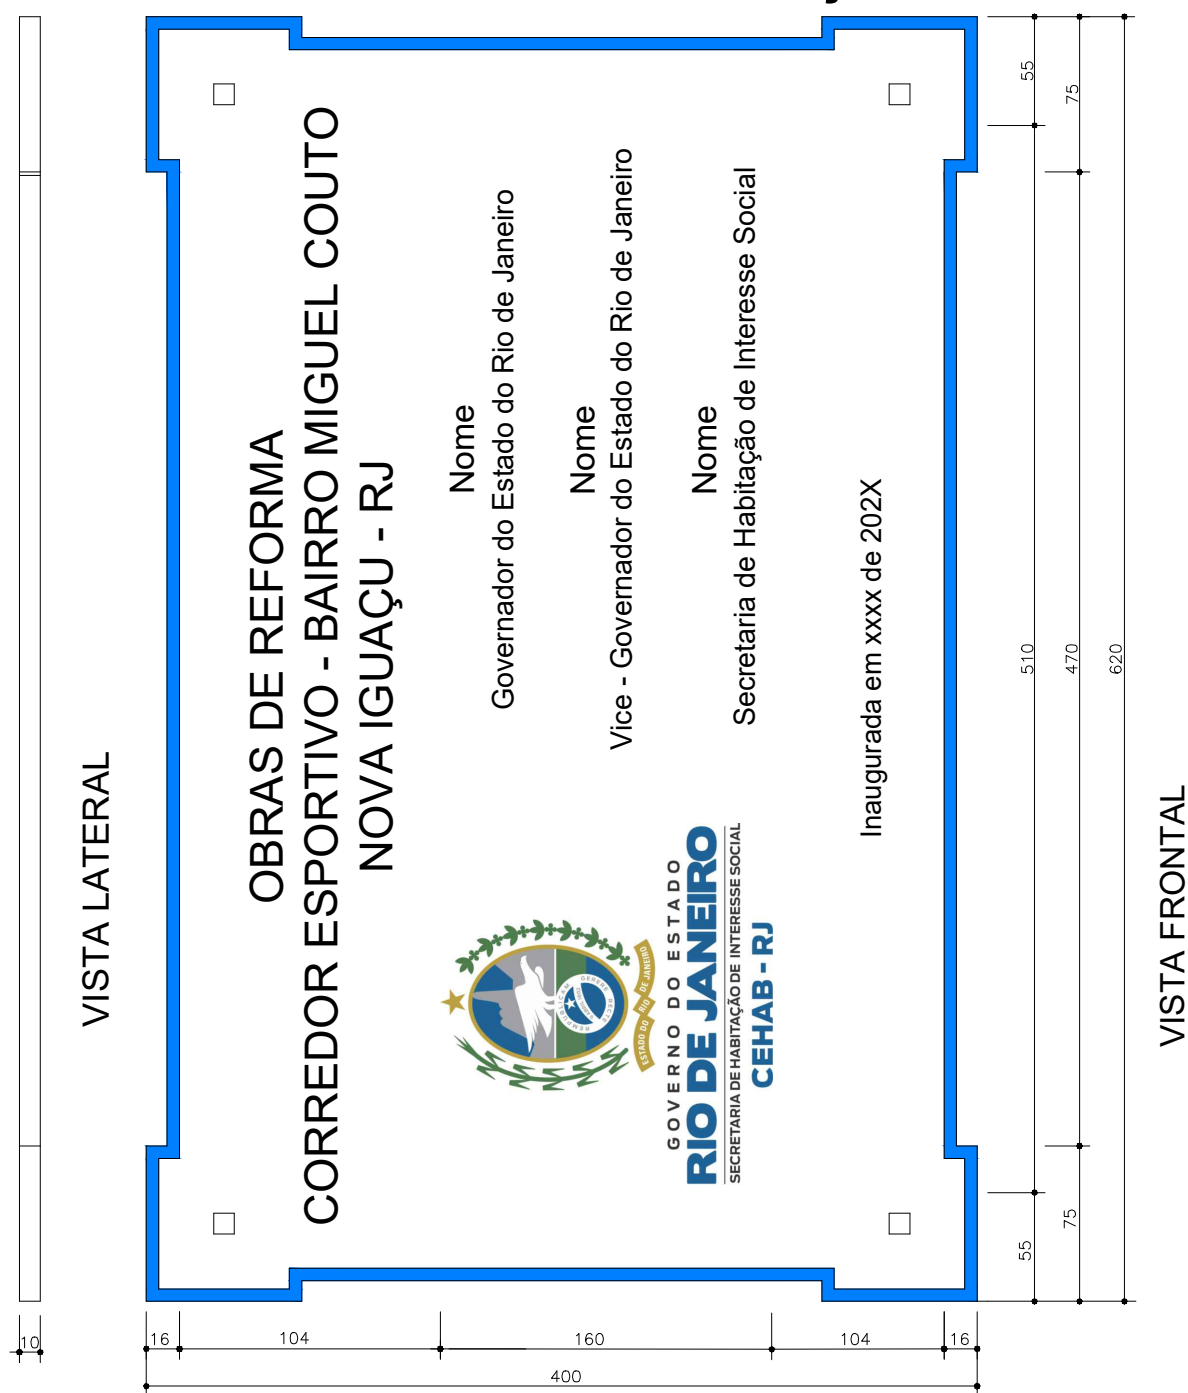 VISTA LATERAL
OBRAS DE REFORMA
CORREDOR ESPORTIVO - BAIRRO MIGUEL COUTO
NOVA IGUAÇU - RJ
Nome
Governador do Estado do Rio de Janeiro
Nome
Vice - Governador do Estado do Rio de Janeiro
Nome
Secretaria de Habitação de Interesse Social
Inaugurada em xxxx de 202X
ESTADO DO RIO DE JANEIRO
GERERE RECTE
REMPUBLICAM
GOVERNO DO ESTADO
RIO DE JANEIRO
SECRETARIA DE HABITAÇÃO DE INTERESSE SOCIAL
CEHAB - RJ
VISTA FRONTAL
55
75
510
470
620
55
75
10
16
104
160
104
16
400